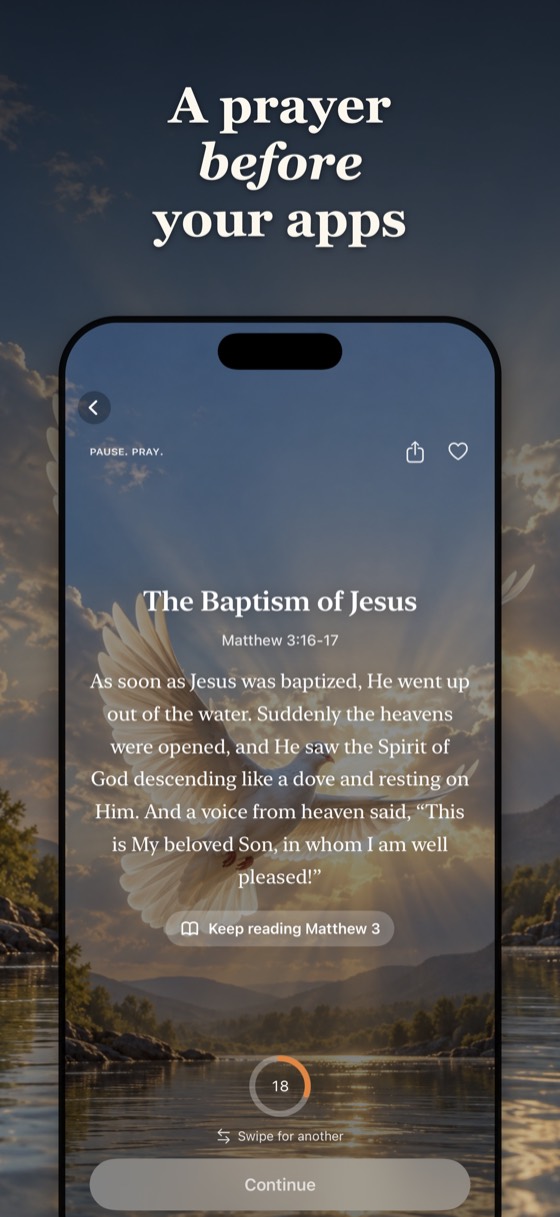 A prayer
before
your apps
PAUSE. PRAY.
The Baptism of Jesus
Matthew 3:16-17
As soon as Jesus was baptized, He went up
out of the water. Suddenly the heavens
were opened, and He saw the Spirit of
God descending like a dove and resting on
Him. And a voice from heaven said, “This
is My beloved Son, in whom I am well
pleased!”
Keep reading Matthew 3
18
Swipe for another
Continue